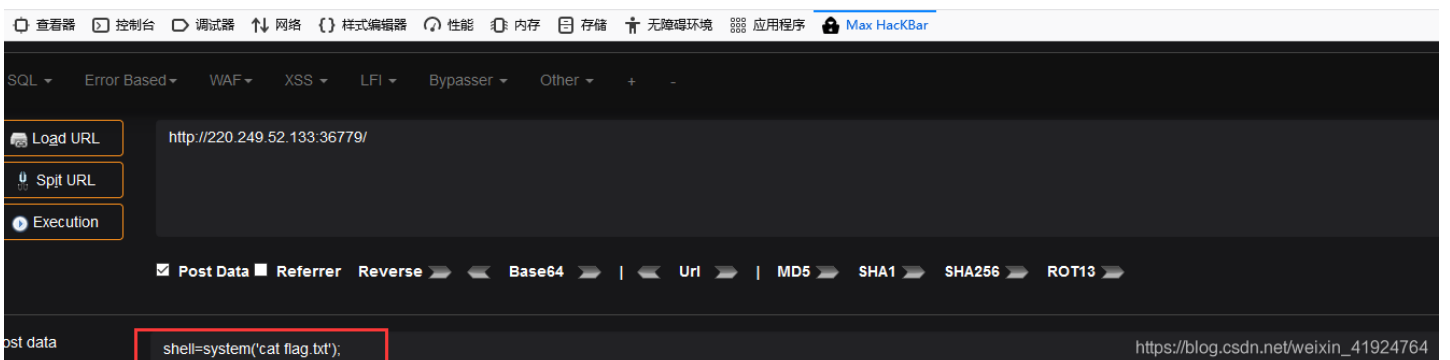 查看器 控制台 调试器 网络 {} 样式编辑器 性能 内存 存储 无障碍环境 应用程序 Max HacKBar
SQL Error Based WAF XSS LFI Bypasser Other + -
Load URL http://220.249.52.133:36779/
Spit URL
Execution
Post Data Referrer Reverse Base64 | Url | MD5 SHA1 SHA256 ROT13
ost data shell=system('cat flag.txt'); https://blog.csdn.net/weixin_41924764